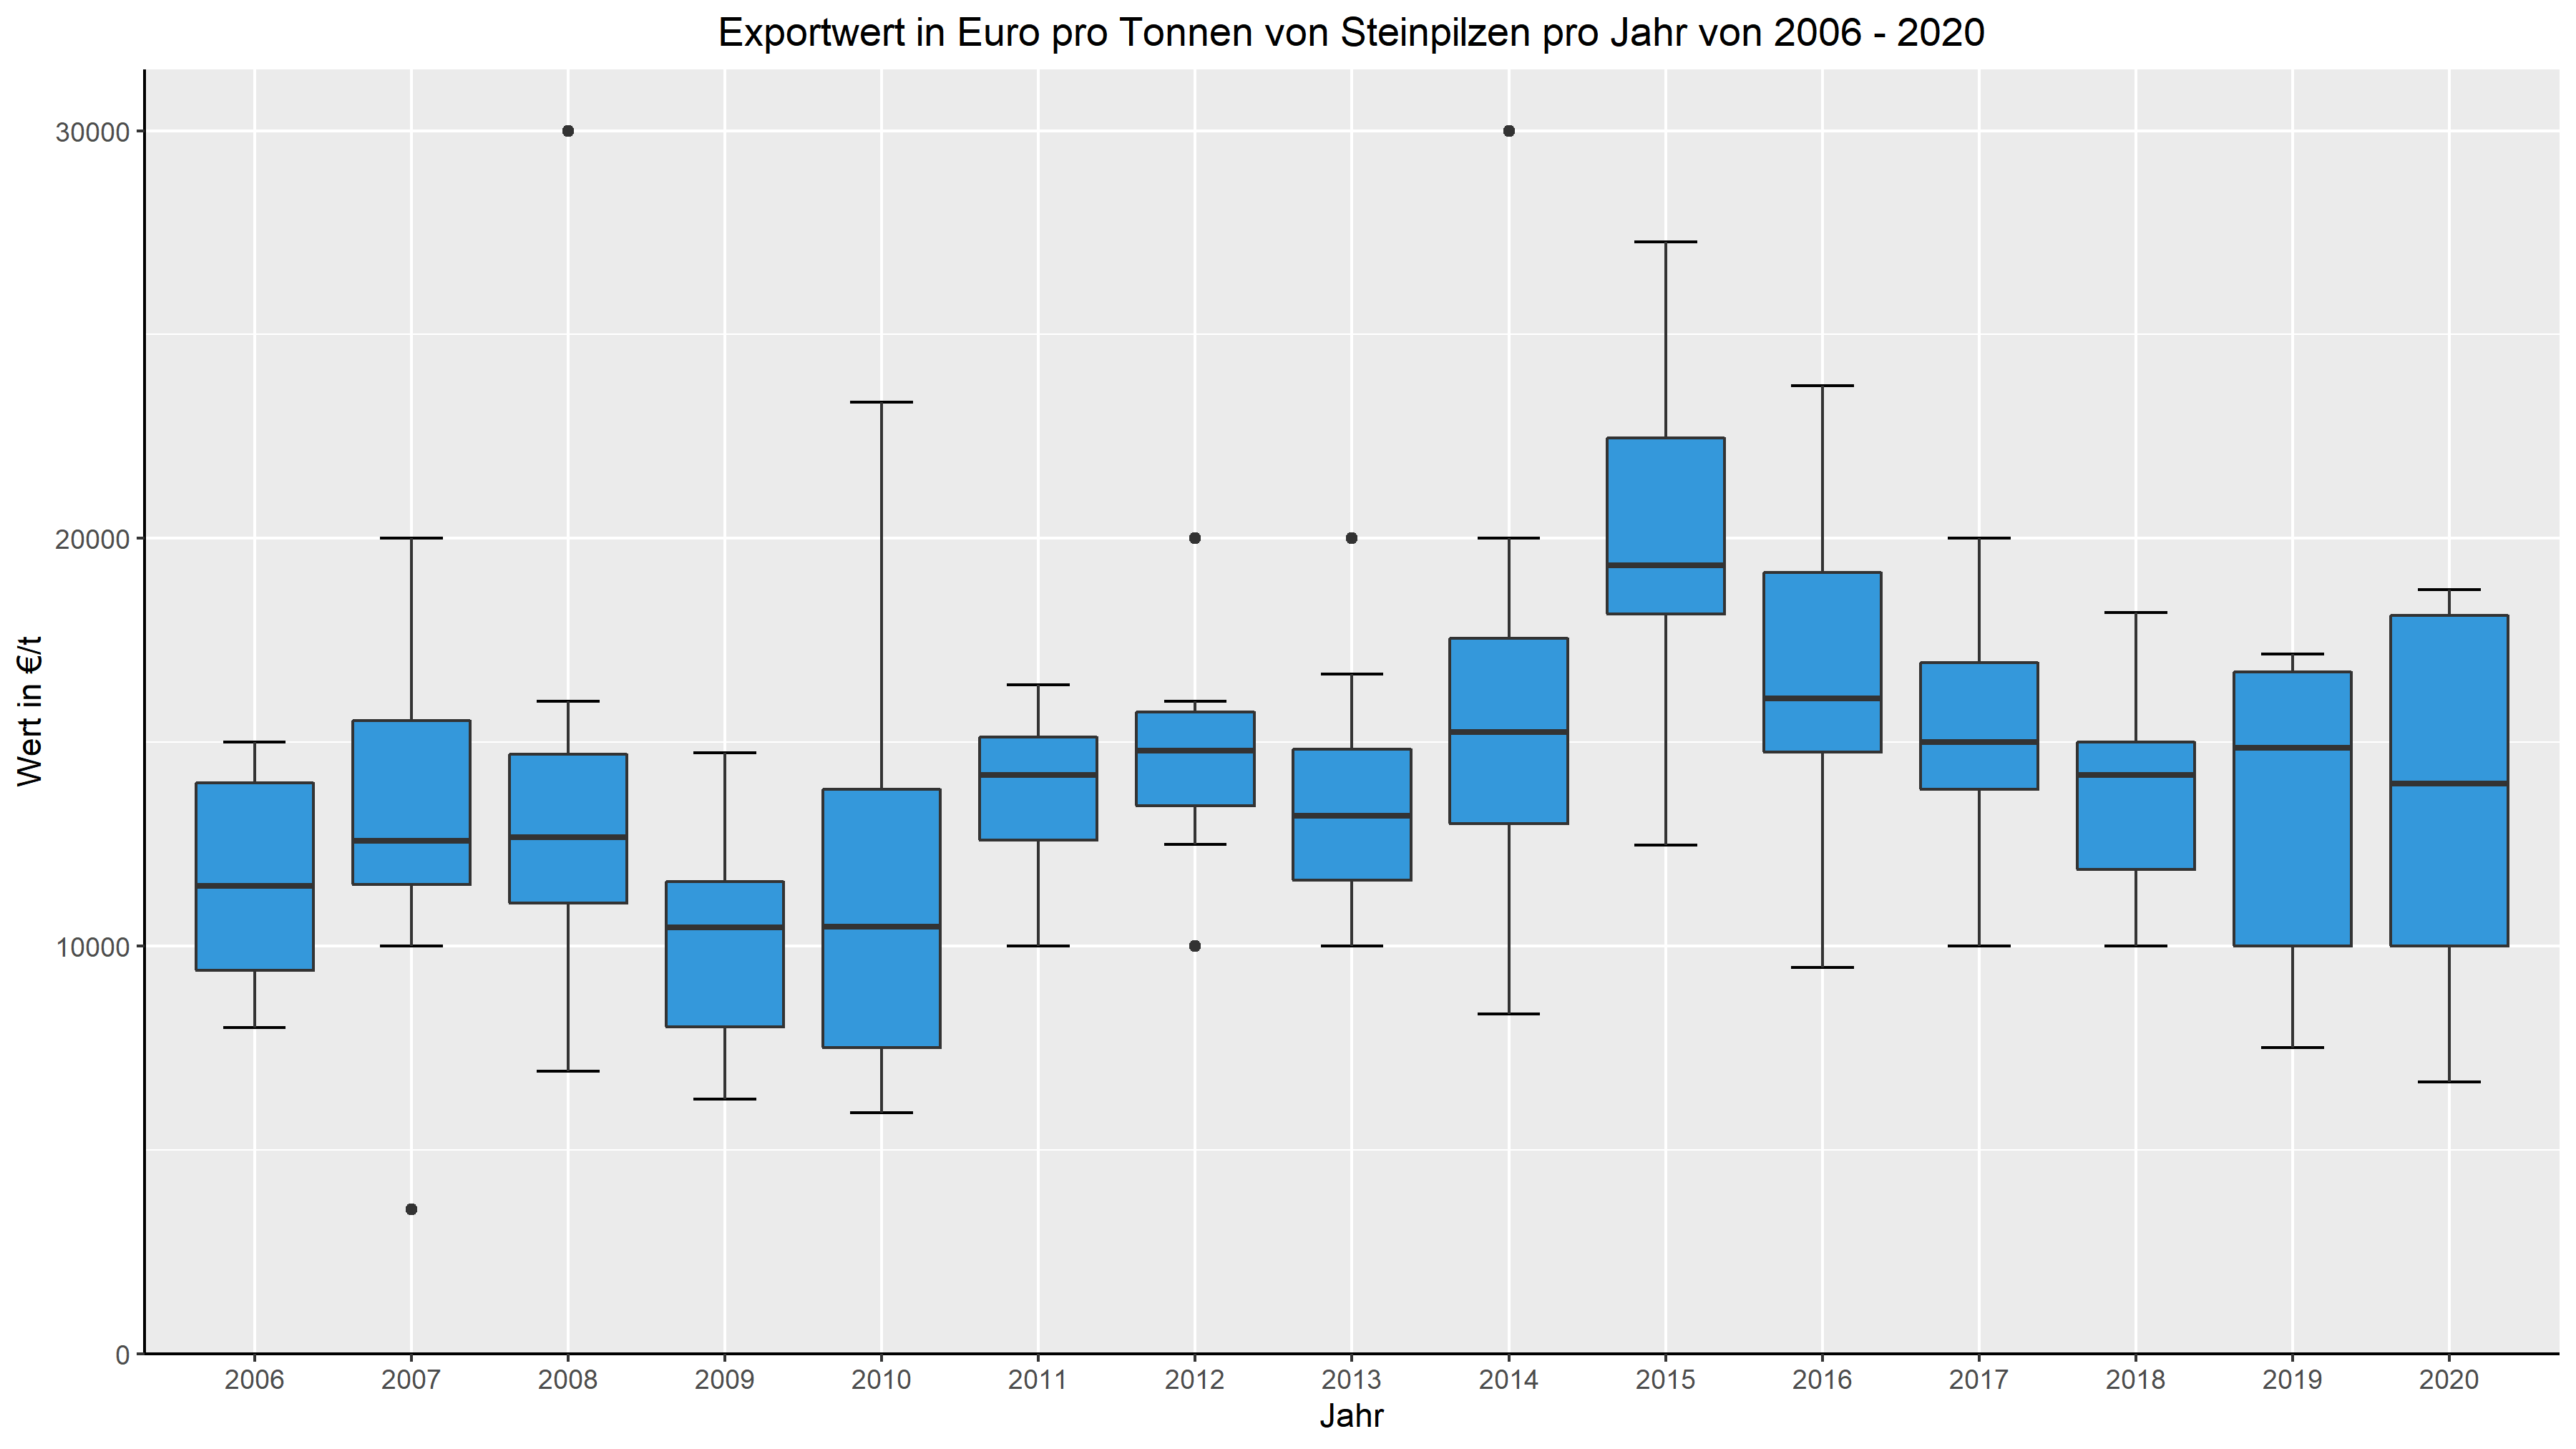 Exportwert in Euro pro Tonnen von Steinpilzen pro Jahr von 2006 - 2020
Wert in €/t
30000
20000
10000
0
2006 2007 2008 2009 2010 2011 2012 2013 2014 2015 2016 2017 2018 2019 2020
Jahr